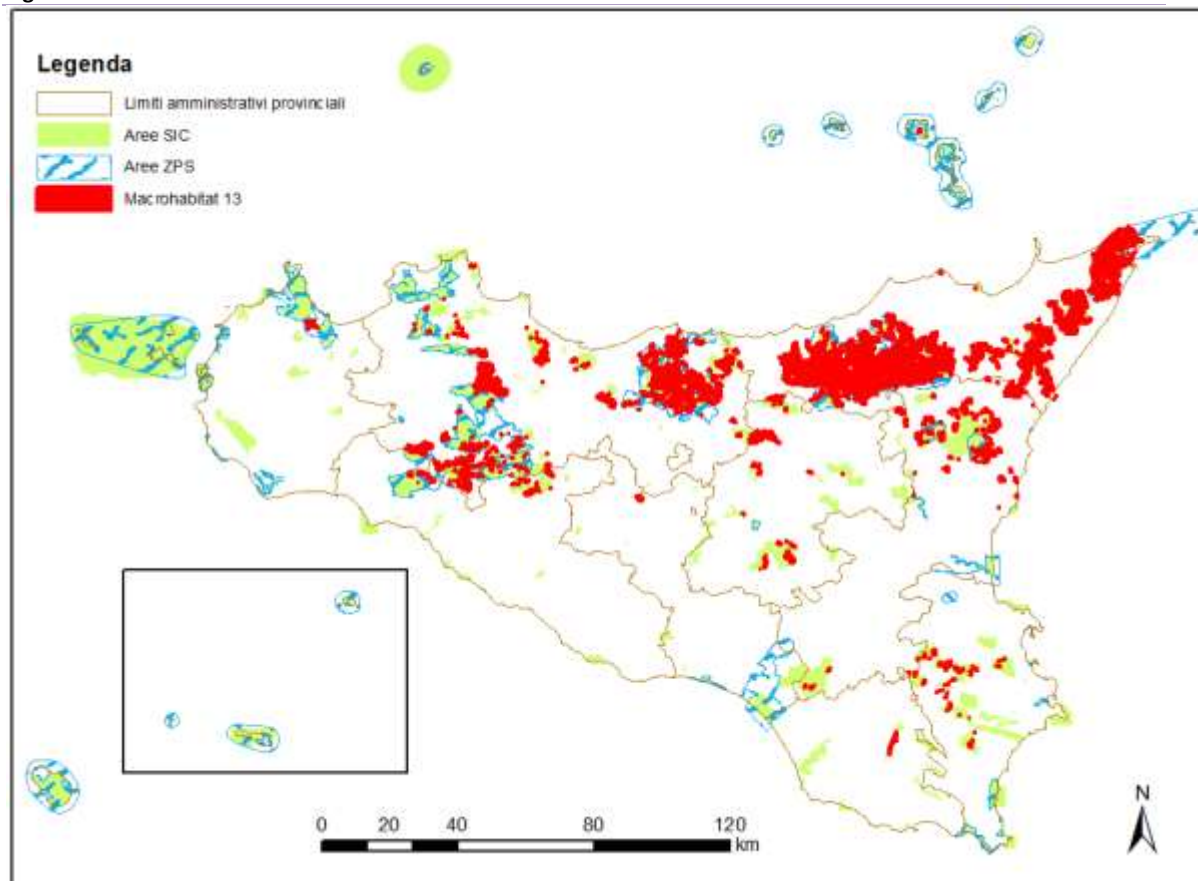 Legenda
Limiti amministrativi provinciali
Aree SIC
Aree ZPS
Macrohabitat 13
N
0 20 40 80 120
km